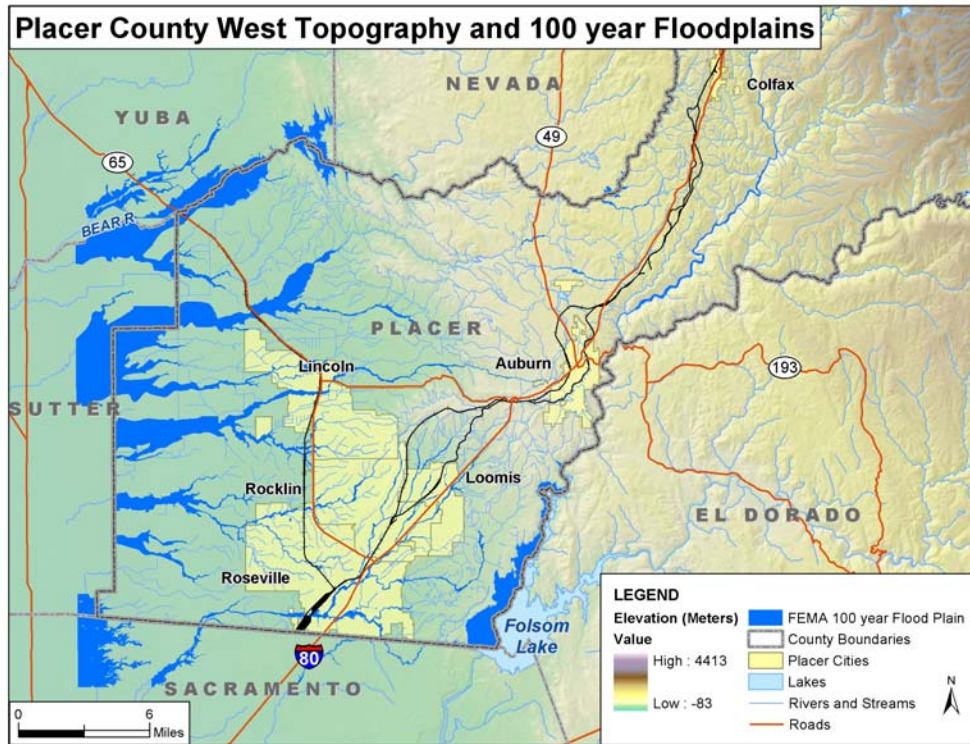 Placer County West Topography and 100 year Floodplains
NEVADA
Colfax
YUBA
49
65
BEAR R.
PLACER
Auburn
193
Lincoln
SUTTER
Loomis
Rocklin
EL DORADO
Roseville
Folsom
Lake
80
SACRAMENTO
0 6
Miles
LEGEND
Elevation (Meters)
Value
High : 4413
Low : -83
FEMA 100 year Flood Plain
County Boundaries
Placer Cities
Lakes
Rivers and Streams
Roads
N